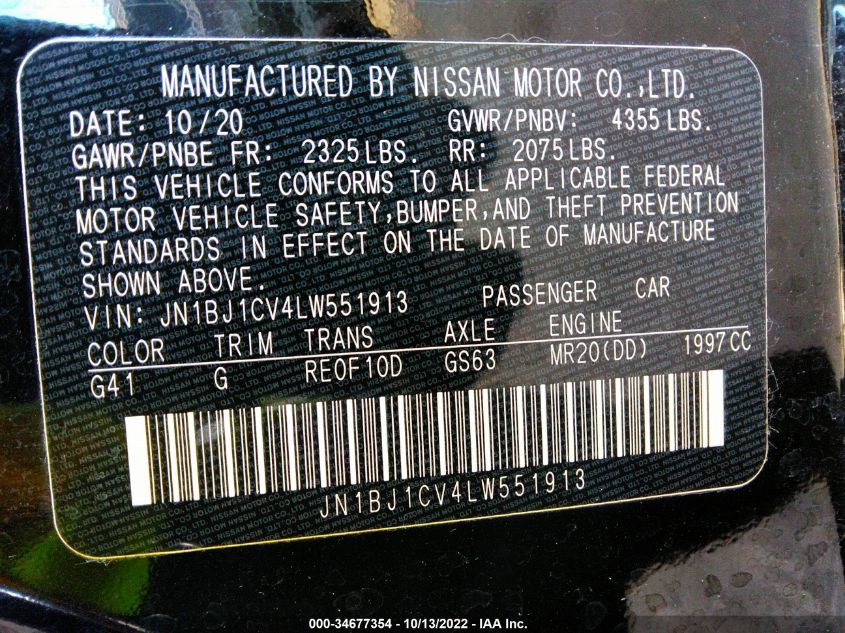 MANUFACTURED BY NISSAN MOTOR CO.,LTD.
DATE: 10/20 GVWR/PNBV: 4355 LBS.
GAWR/PNBE FR: 2325 LBS. RR: 2075 LBS.
THIS VEHICLE CONFORMS TO ALL APPLICABLE FEDERAL
MOTOR VEHICLE SAFETY,BUMPER,AND THEFT PREVENTION
STANDARDS IN EFFECT ON THE DATE OF MANUFACTURE
SHOWN ABOVE.
VIN: JN1BJ1CV4LW551913 PASSENGER CAR
COLOR TRIM TRANS AXLE ENGINE
G41 G RE0F10D GS63 MR20(DD) 1997CC
JN1BJ1CV4LW551913
000-34677354 - 10/13/2022 - IAA Inc.